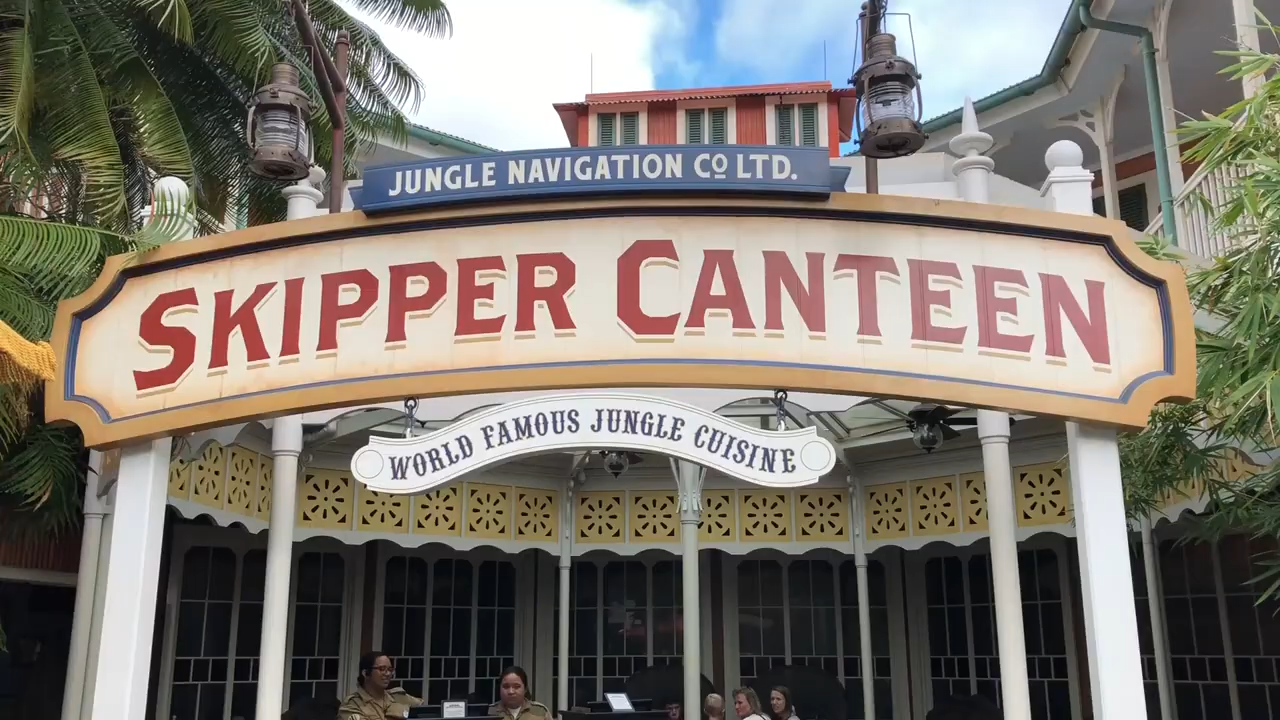 JUNGLE NAVIGATION CO LTD.
SKIPPER CANTEEN
WORLD FAMOUS JUNGLE CUISINE